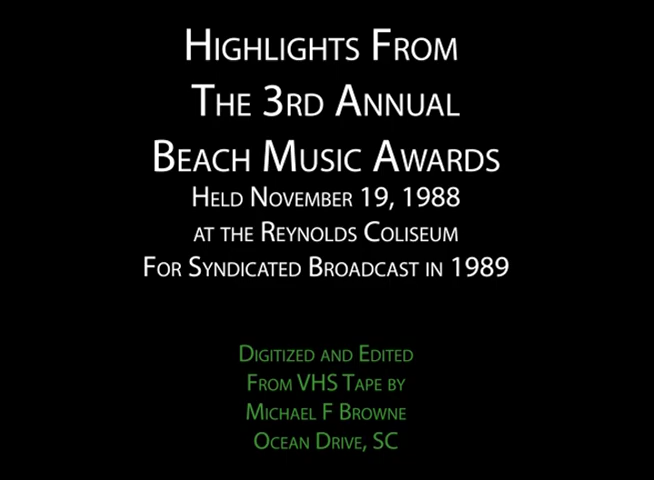 Highlights From
The 3rd Annual
Beach Music Awards
Held November 19, 1988
at the Reynolds Coliseum
For Syndicated Broadcast in 1989
Digitized and Edited
From VHS Tape by
Michael F Browne
Ocean Drive, SC